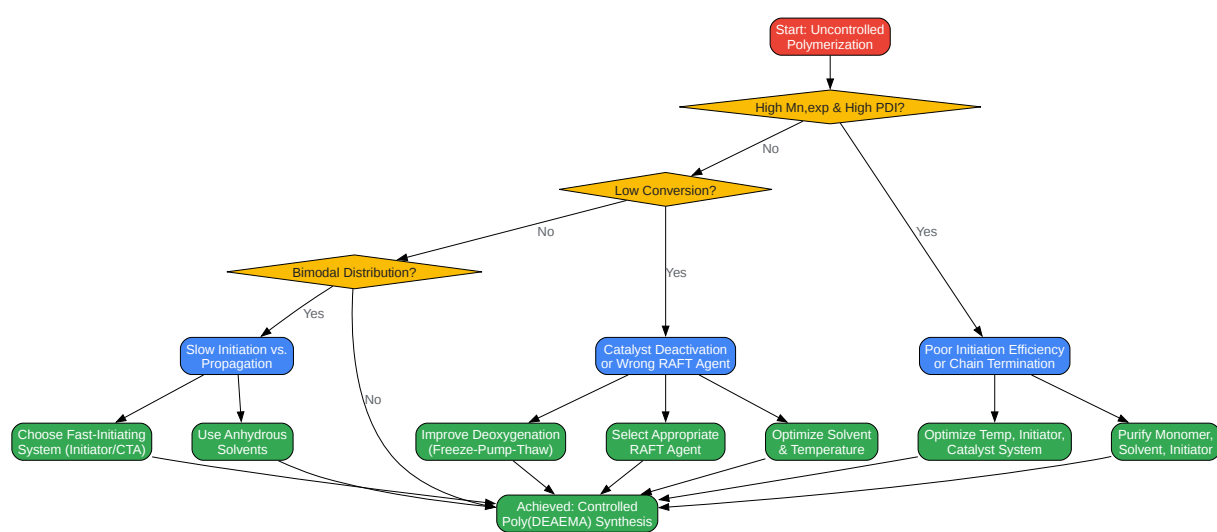 Start: Uncontrolled
Polymerization
High Mn,exp & High PDI?
No
Yes
Low Conversion?
No
Yes
Bimodal Distribution?
Yes
No
Slow Initiation vs.
Propagation
Catalyst Deactivation
or Wrong RAFT Agent
Poor Initiation Efficiency
or Chain Termination
Choose Fast-Initiating
System (Initiator/CTA)
Use Anhydrous
Solvents
Improve Deoxygenation
(Freeze-Pump-Thaw)
Select Appropriate
RAFT Agent
Optimize Solvent
& Temperature
Optimize Temp, Initiator,
Catalyst System
Purify Monomer,
Solvent, Initiator
Achieved: Controlled
Poly(DEAEMA) Synthesis